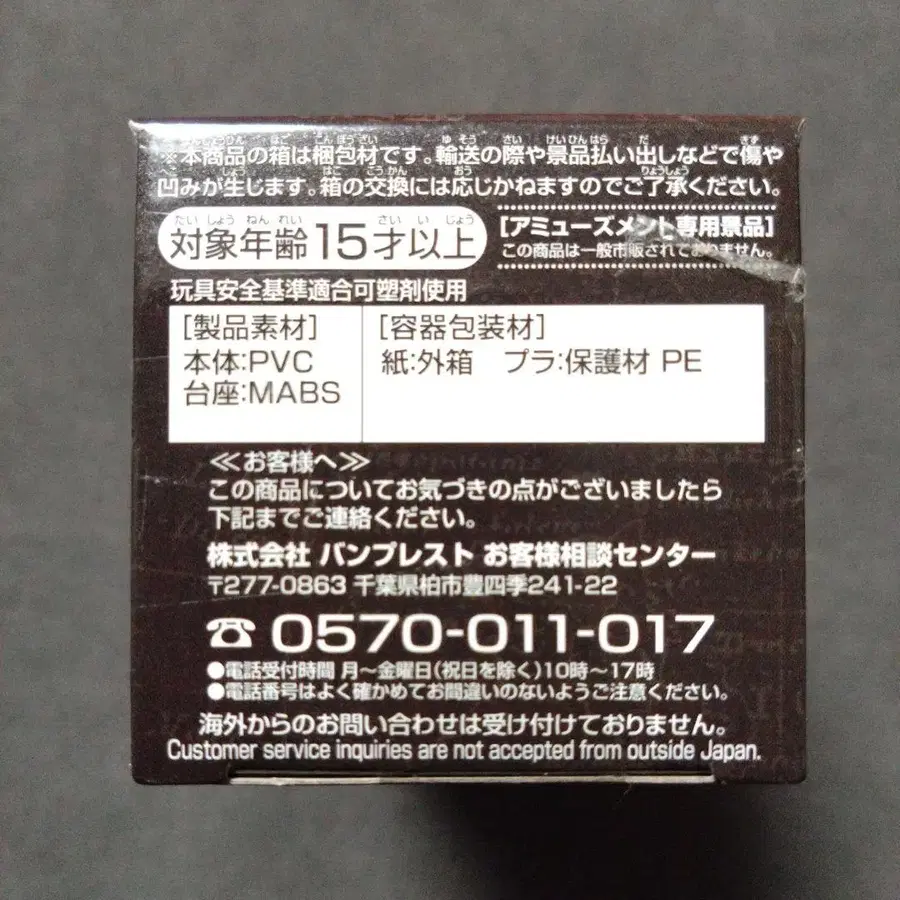 ※本商品の箱は梱包材です。輸送の際や景品払い出しなどで傷や
凹みが生じます。箱の交換には応じかねますのでご了承ください。
対象年齢15才以上
[アミューズメント専用景品]
この商品は一般市販されておりません。
玩具安全基準適合可塑剤使用
[製品素材]
本体:PVC
台座:MABS
[容器包装材]
紙:外箱 プラ:保護材 PE
≪お客様へ≫
この商品についてお気づきの点がございましたら
下記までご連絡ください。
株式会社 バンプレスト お客様相談センター
〒277-0863 千葉県柏市豊四季241-22
☎0570-011-017
●電話受付時間 月～金曜日(祝日を除く)10時～17時
●電話番号はよく確かめてお間違いのないようご注意ください。
海外からのお問い合わせは受け付けておりません。
Customer service inquiries are not accepted from outside Japan.